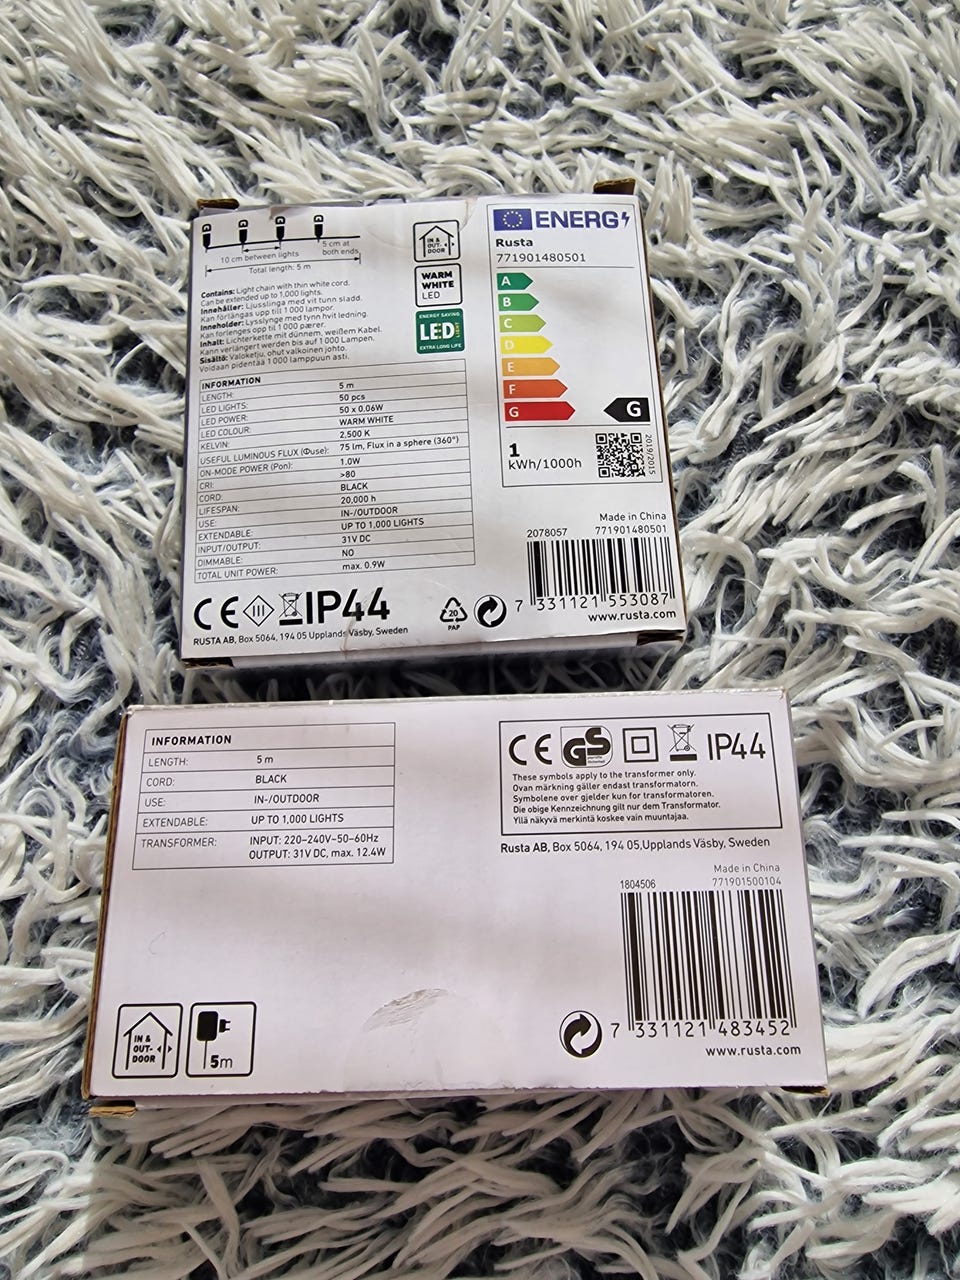 10 cm between lights
5 cm at
both ends
Total length: 5 m
Contains: Light chain with thin white cord.
Can be extended up to 1,000 lights.
Innehåller: Ljusslinga med vit tunn sladd.
Kan förlängas upp till 1 000 lampor.
Inneholder: Lysslynge med tynn hvit ledning.
Kan forlenges opp til 1 000 pærer.
Inhalt: Lichterkette mit dünnem, weißem Kabel.
Kann verlängert werden bis auf 1 000 Lampen.
Sisältö: Valoketju, ohut valkoinen johto.
Voidaan pidentää 1 000 lamppuun asti.
IN &
OUT-
DOOR
WARM
WHITE
LED
ENERGY SAVING
LED LIGHT
EXTRA LONG LIFE
INFORMATION
LENGTH: 5 m
LED LIGHTS: 50 pcs
LED POWER: 50 x 0.06W
LED COLOUR: WARM WHITE
KELVIN: 2,500 K
USEFUL LUMINOUS FLUX (Φuse): 75 lm, Flux in a sphere (360°)
ON-MODE POWER (Pon): 1.0W
CRI: >80
CORD: BLACK
LIFESPAN: 20,000 h
USE: IN-/OUTDOOR
EXTENDABLE: UP TO 1,000 LIGHTS
INPUT/OUTPUT: 31V DC
DIMMABLE: NO
TOTAL UNIT POWER: max. 0.9W
CE III IP44
20
PAP
RUSTA AB, Box 5064, 194 05 Upplands Väsby, Sweden
ENERG
Rusta
771901480501
A
B
C
D
E
F
G
G
1
kWh/1000h
2019/2015
Made in China
2078057 771901480501
7 331121 553087
www.rusta.com
INFORMATION
LENGTH: 5 m
CORD: BLACK
USE: IN-/OUTDOOR
EXTENDABLE: UP TO 1,000 LIGHTS
TRANSFORMER: INPUT: 220–240V~50-60Hz
OUTPUT: 31V DC, max. 12.4W
CE GS geprüfte Sicherheit IP44
These symbols apply to the transformer only.
Ovan märkning gäller endast transformatorn.
Symbolene over gjelder kun for transformatoren.
Die obige Kennzeichnung gilt nur dem Transformator.
Yllä näkyvä merkintä koskee vain muuntajaa.
Rusta AB, Box 5064, 194 05,Upplands Väsby, Sweden
Made in China
1804506 771901500104
7 331121 483452
www.rusta.com
IN &
OUT-
DOOR
5m